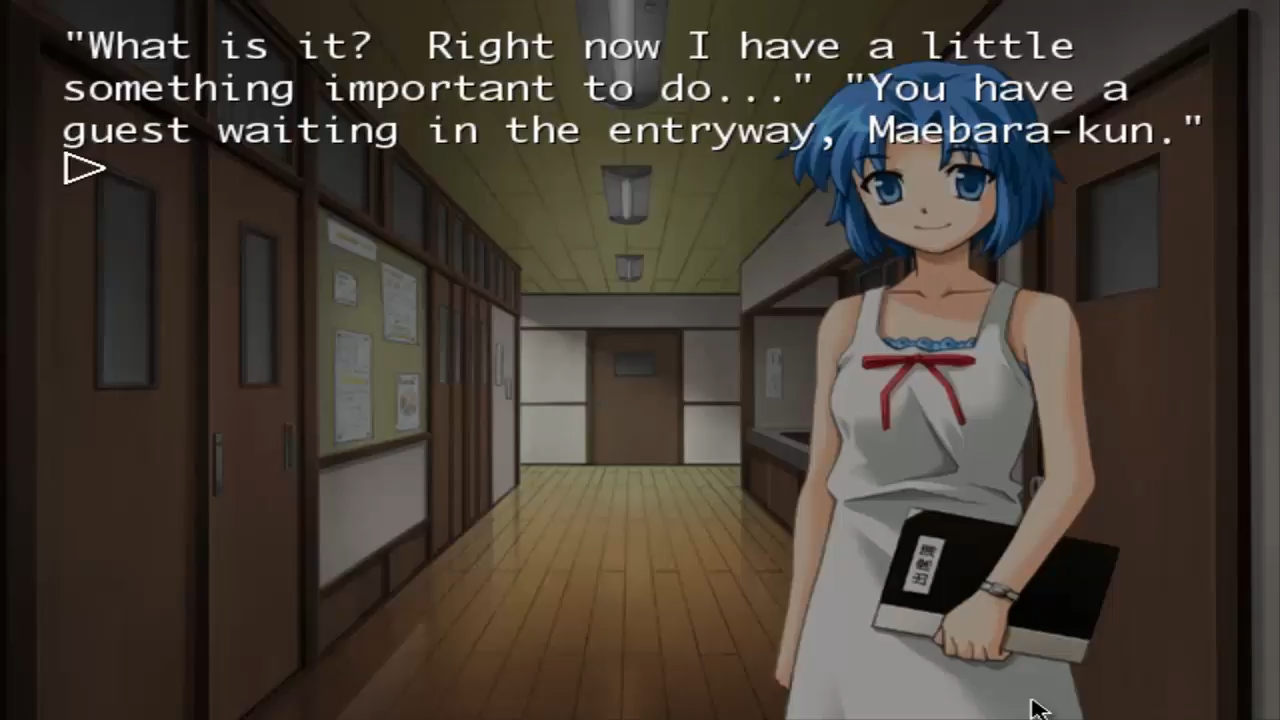 "What is it?  Right now I have a little
something important to do..." "You have a
guest waiting in the entryway, Maebara-kun."